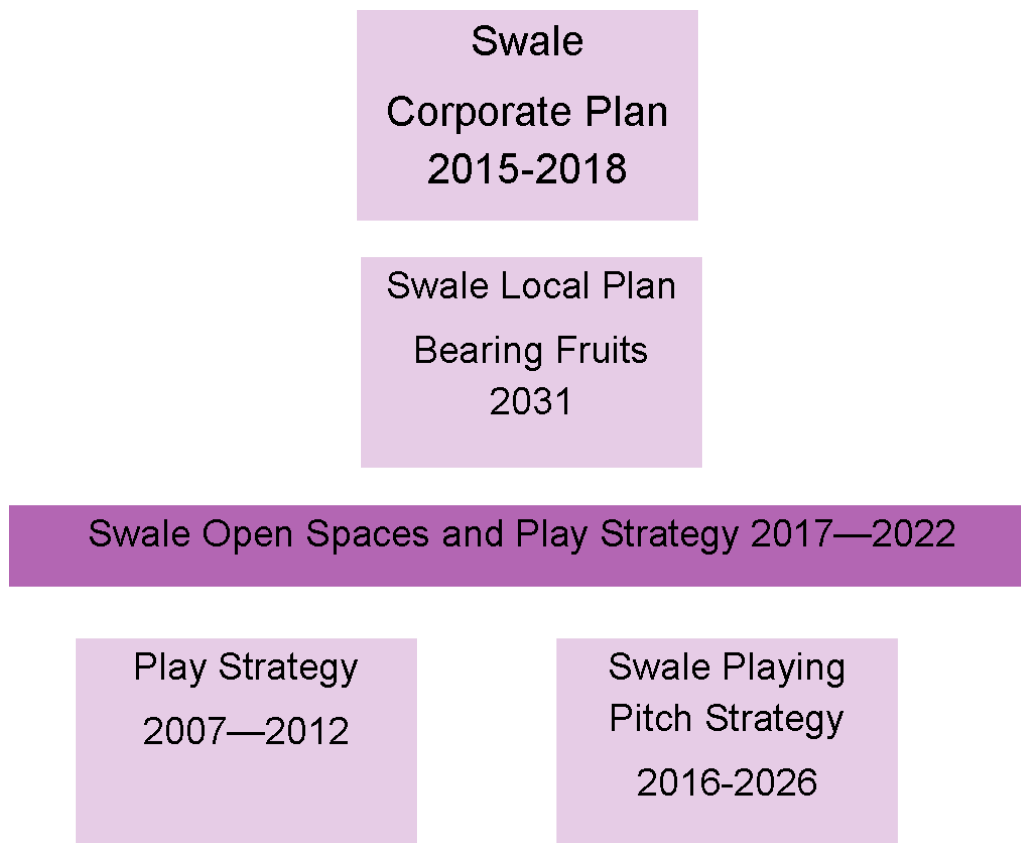 Swale
Corporate Plan
2015-2018
Swale Local Plan
Bearing Fruits
2031
Swale Open Spaces and Play Strategy 2017—2022
Play Strategy
2007—2012
Swale Playing
Pitch Strategy
2016-2026